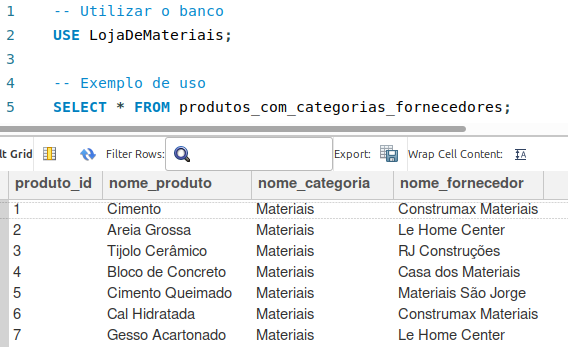 1 -- Utilizar o banco
2 USE LojaDeMateriais;
3
4 -- Exemplo de uso
5 SELECT * FROM produtos_com_categorias_fornecedores;
lt Grid Filter Rows: Export: Wrap Cell Content: IA
produto_id nome_produto nome_categoria nome_fornecedor
1 Cimento Materiais Construmax Materiais
2 Areia Grossa Materiais Le Home Center
3 Tijolo Cerâmico Materiais RJ Construções
4 Bloco de Concreto Materiais Casa dos Materiais
5 Cimento Queimado Materiais Materiais São Jorge
6 Cal Hidratada Materiais Construmax Materiais
7 Gesso Acartonado Materiais Le Home Center